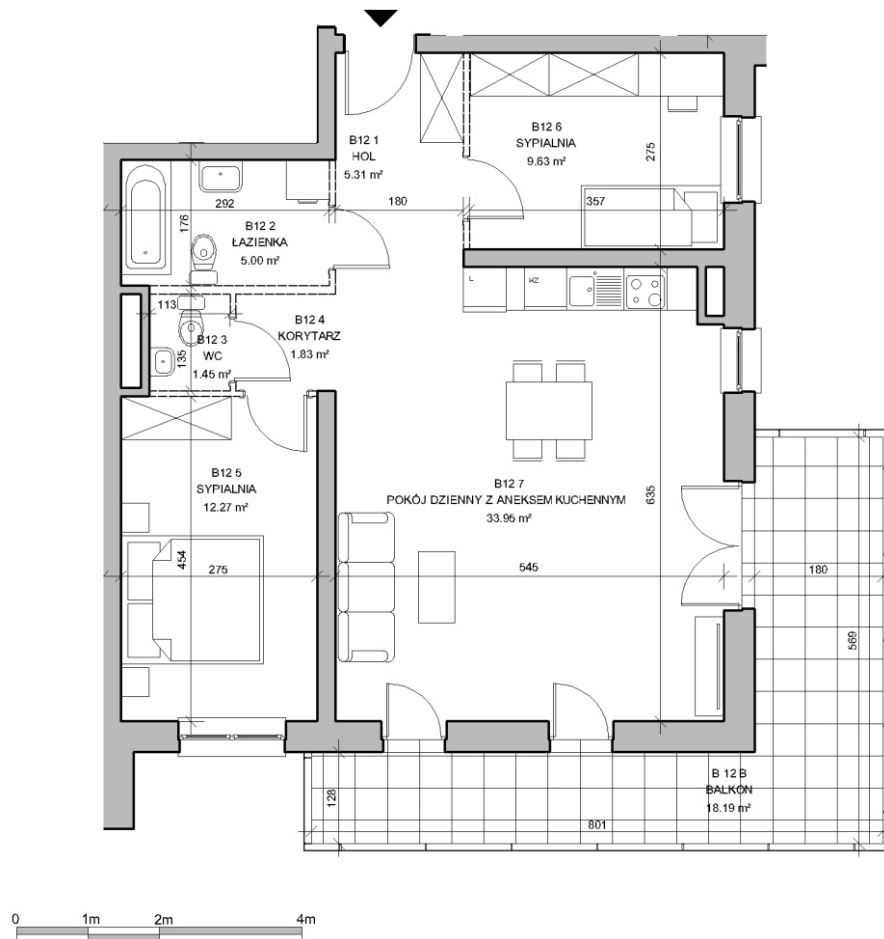 B12 1
HOL
5.31 m²
B12 6
SYPIALNIA
9.63 m²
275
292
180
357
176
B12 2
ŁAZIENKA
5.00 m²
L
WZ
113
B12 3
WC
1.45 m²
135
B12 4
KORYTARZ
1.83 m²
B12 5
SYPIALNIA
12.27 m²
454
275
B12 7
POKÓJ DZIENNY Z ANEKSEM KUCHENNYM
33.95 m²
635
545
180
569
B 12 B
BALKON
18.19 m²
128
801
0 1m 2m 4m